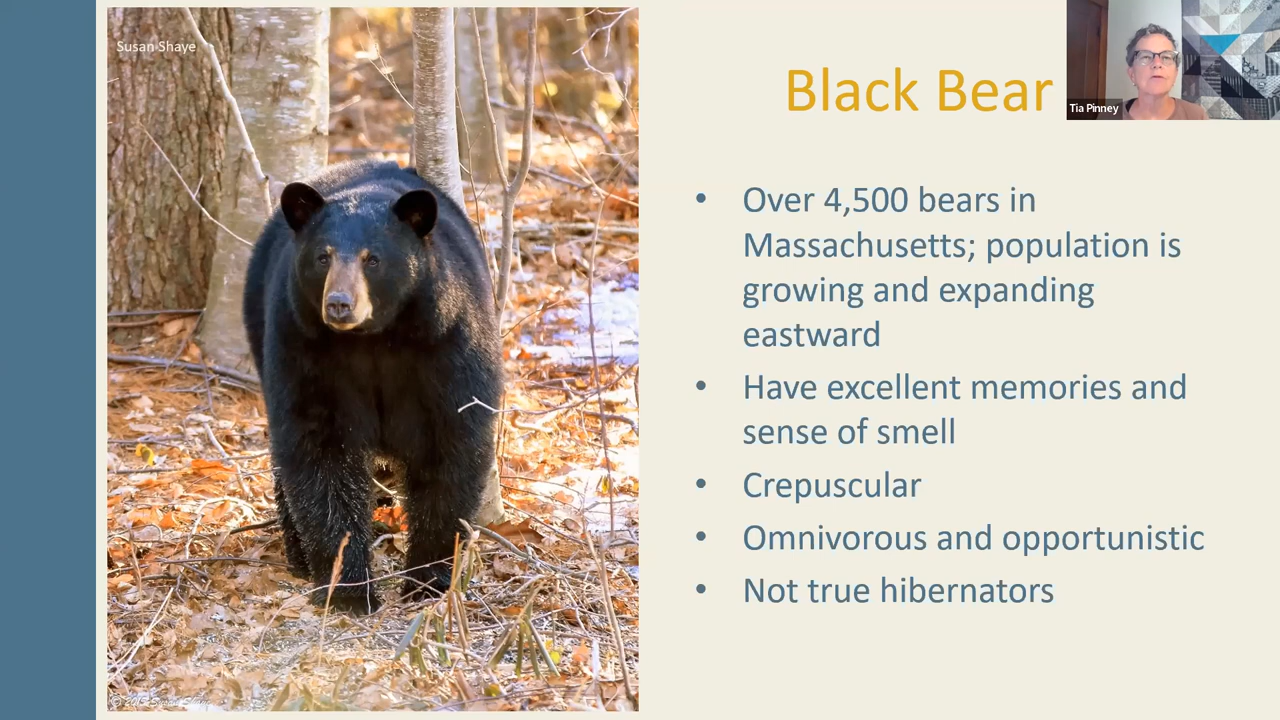 Susan Shaye
Black Bear
Tia Pinney
• Over 4,500 bears in
Massachusetts; population is
growing and expanding
eastward
• Have excellent memories and
sense of smell
• Crepuscular
• Omnivorous and opportunistic
• Not true hibernators